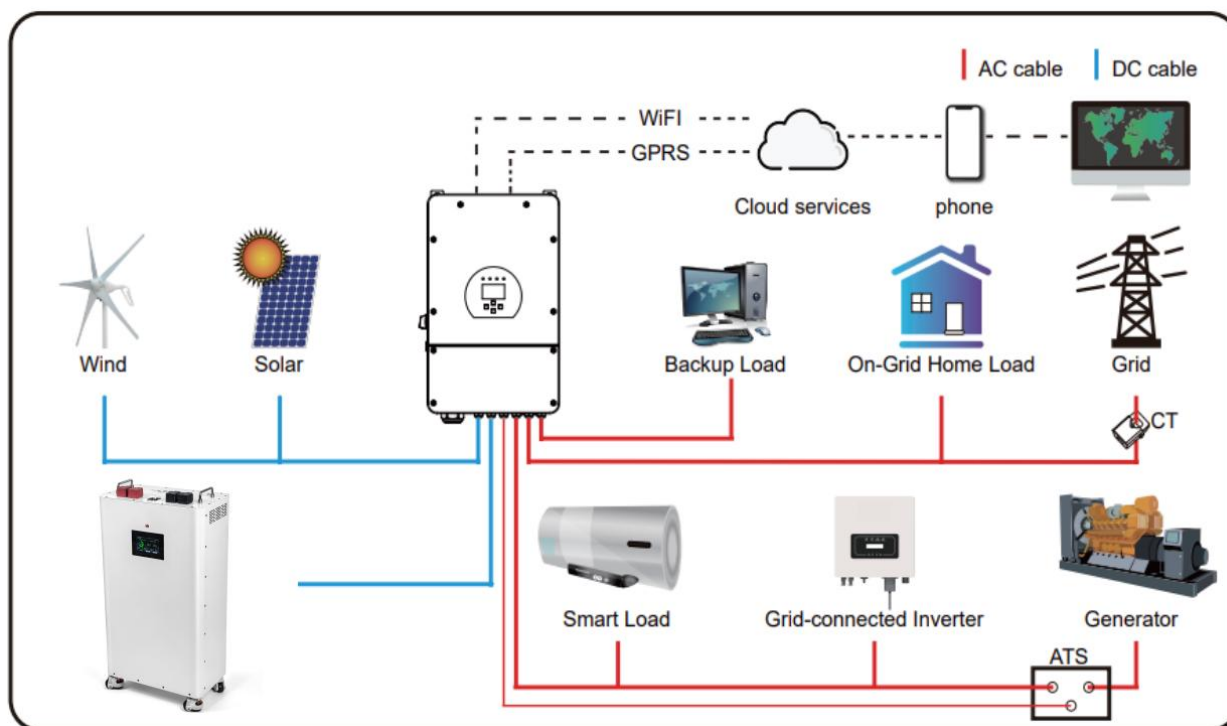 AC cable
DC cable
WiFI
GPRS
Cloud services
phone
Wind
Solar
Backup Load
On-Grid Home Load
Grid
CT
Smart Load
Grid-connected Inverter
Generator
ATS